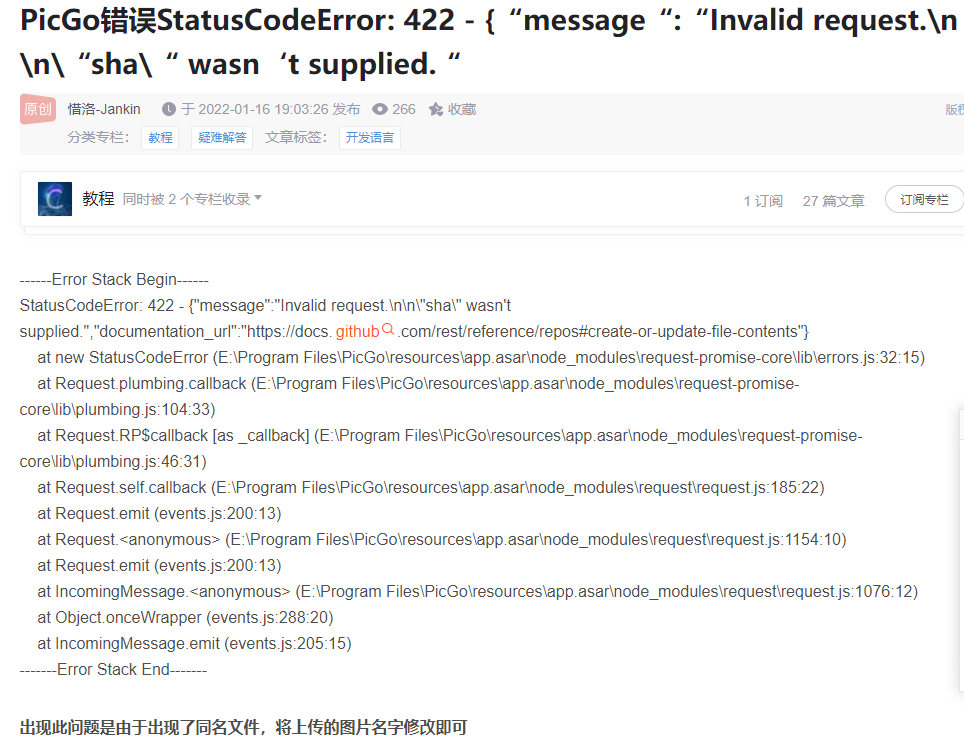 PicGo错误StatusCodeError: 422 - {“message“:“Invalid request.\n
\n\“sha\“ wasn‘t supplied.“
原创 惜洛-Jankin 于 2022-01-16 19:03:26 发布 266 收藏
分类专栏： 教程 疑难解答 文章标签： 开发语言
教程 同时被 2 个专栏收录 1 订阅 27 篇文章 订阅专栏
------Error Stack Begin------
StatusCodeError: 422 - {"message":"Invalid request.\n\n\"sha\" wasn't
supplied.","documentation_url":"https://docs. github .com/rest/reference/repos#create-or-update-file-contents"}
at new StatusCodeError (E:\Program Files\PicGo\resources\app.asar\node_modules\request-promise-core\lib\errors.js:32:15)
at Request.plumbing.callback (E:\Program Files\PicGo\resources\app.asar\node_modules\request-promise-
core\lib\plumbing.js:104:33)
at Request.RP$callback [as _callback] (E:\Program Files\PicGo\resources\app.asar\node_modules\request-promise-
core\lib\plumbing.js:46:31)
at Request.self.callback (E:\Program Files\PicGo\resources\app.asar\node_modules\request\request.js:185:22)
at Request.emit (events.js:200:13)
at Request.<anonymous> (E:\Program Files\PicGo\resources\app.asar\node_modules\request\request.js:1154:10)
at Request.emit (events.js:200:13)
at IncomingMessage.<anonymous> (E:\Program Files\PicGo\resources\app.asar\node_modules\request\request.js:1076:12)
at Object.onceWrapper (events.js:288:20)
at IncomingMessage.emit (events.js:205:15)
-------Error Stack End-------
出现此问题是由于出现了同名文件，将上传的图片名字修改即可